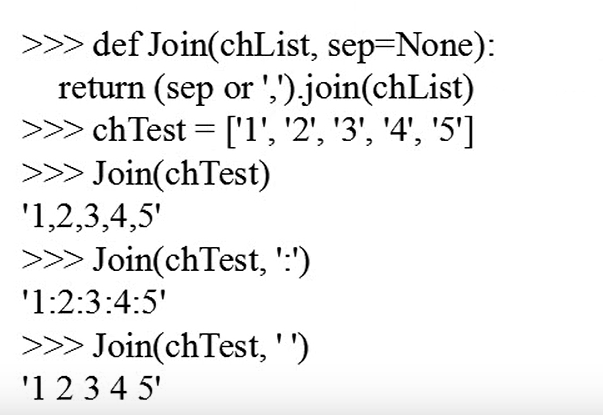 >>> def Join(chList, sep=None):
    return (sep or ',').join(chList)
>>> chTest = ['1', '2', '3', '4', '5']
>>> Join(chTest)
'1,2,3,4,5'
>>> Join(chTest, ':')
'1:2:3:4:5'
>>> Join(chTest, ' ')
'1 2 3 4 5'